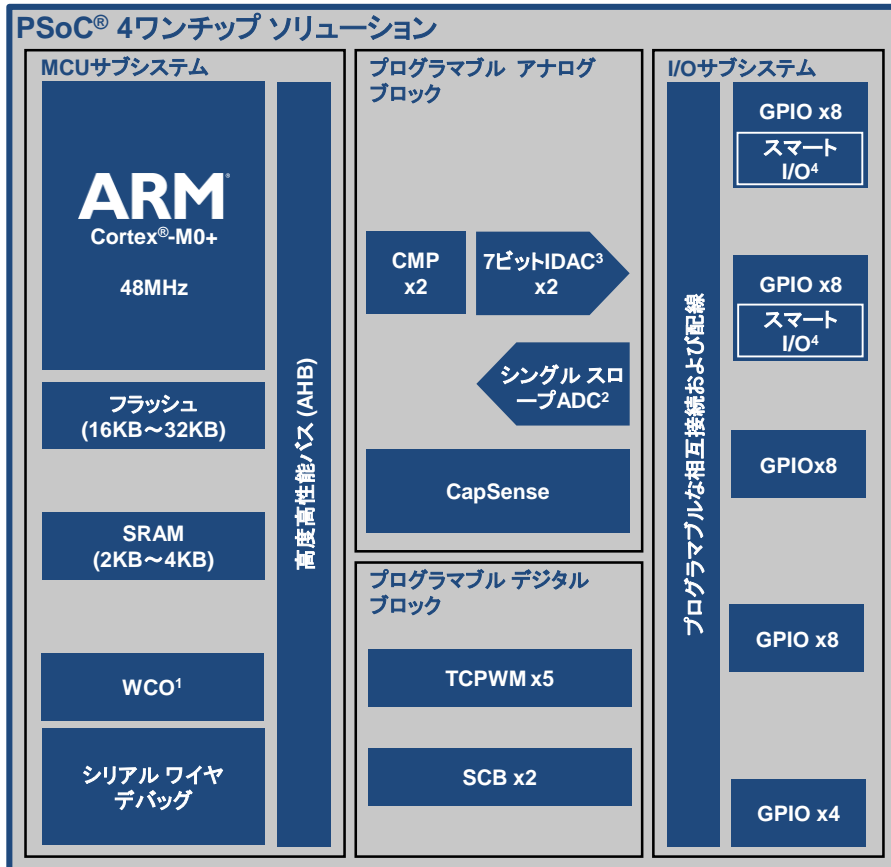 PSoC® 4ワンチップ ソリューション
MCUサブシステム
ARM®
Cortex®-M0+
48MHz
フラッシュ
(16KB～32KB)
SRAM
(2KB～4KB)
WCO¹
シリアル ワイヤ
デバッグ
高度高性能バス (AHB)
プログラマブル アナログ
ブロック
CMP
x2
7ビットIDAC³
x2
シングル スロ
ープADC²
CapSense
プログラマブル デジタル
ブロック
TCPWM x5
SCB x2
I/Oサブシステム
プログラマブルな相互接続および配線
GPIO x8
スマート
I/O⁴
GPIO x8
スマート
I/O⁴
GPIOx8
GPIO x8
GPIO x4